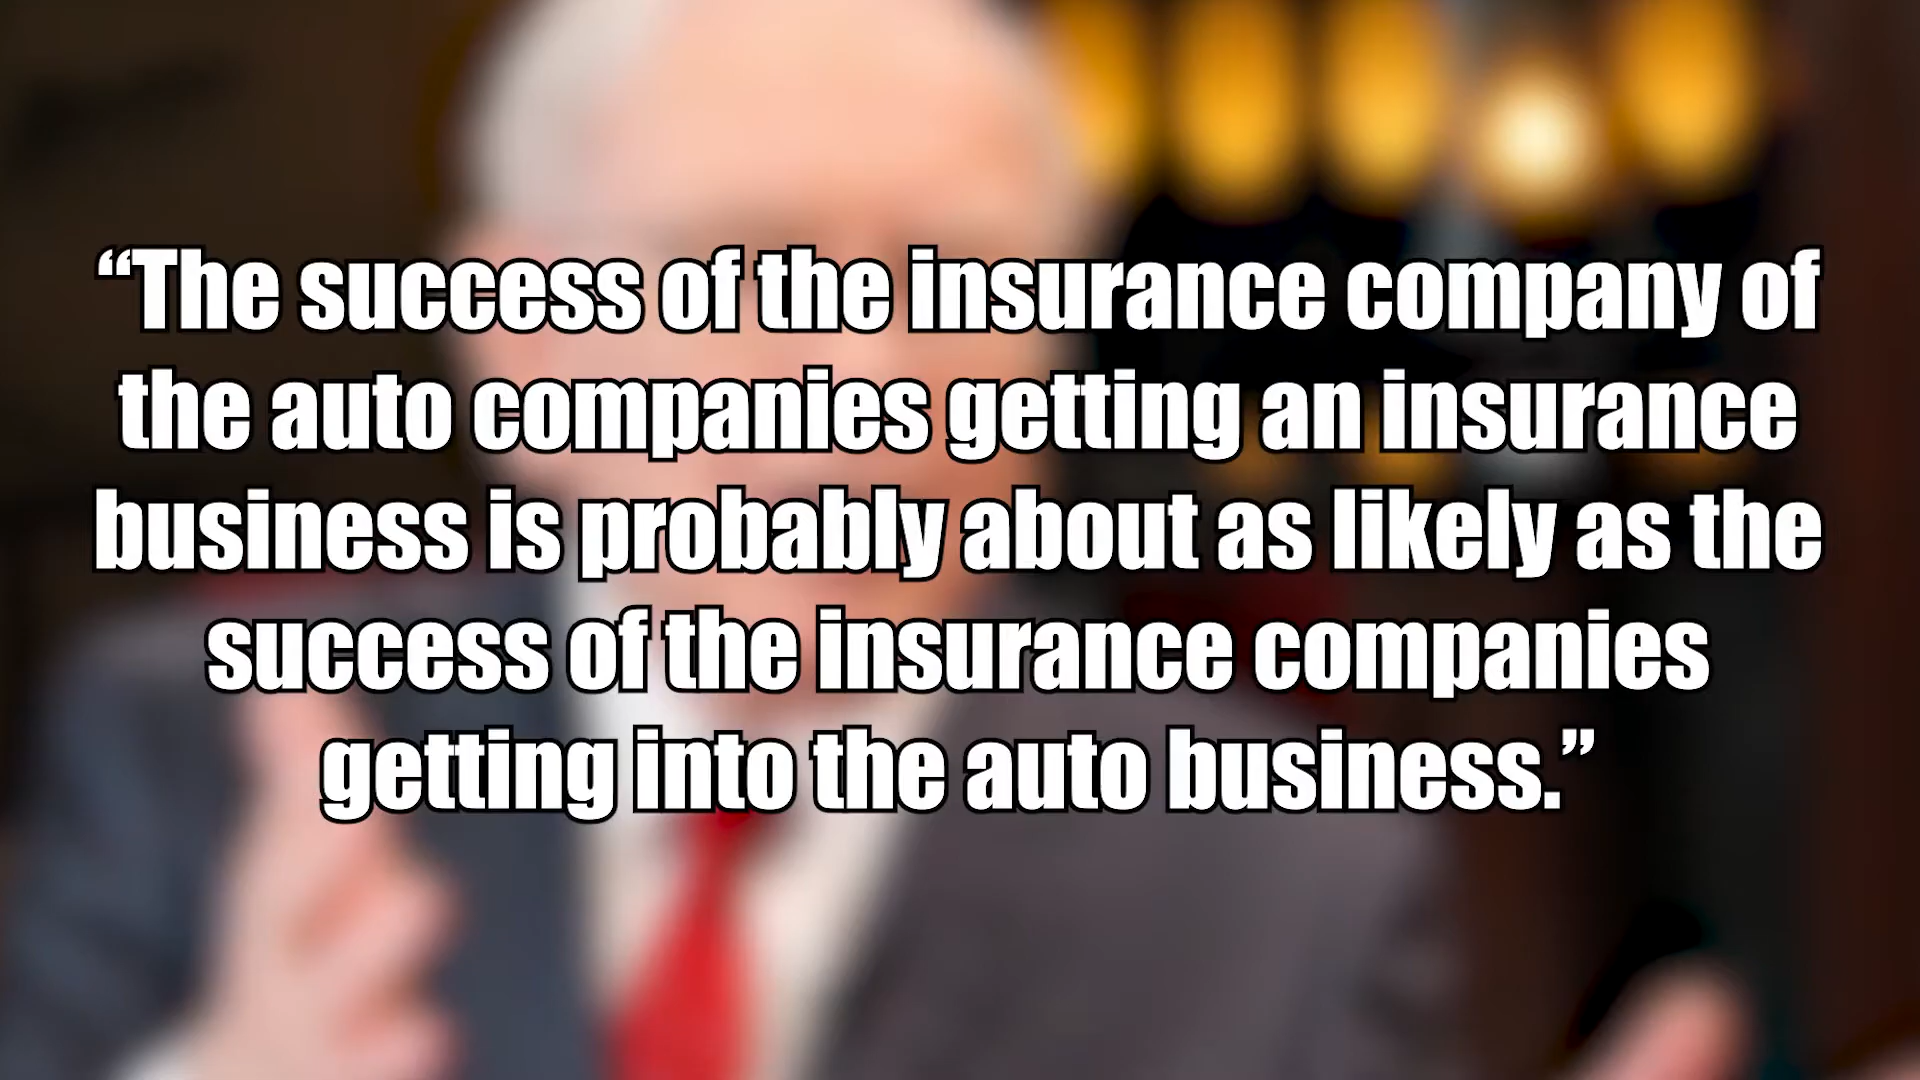 “The success of the insurance company of
the auto companies getting an insurance
business is probably about as likely as the
success of the insurance companies
getting into the auto business.”